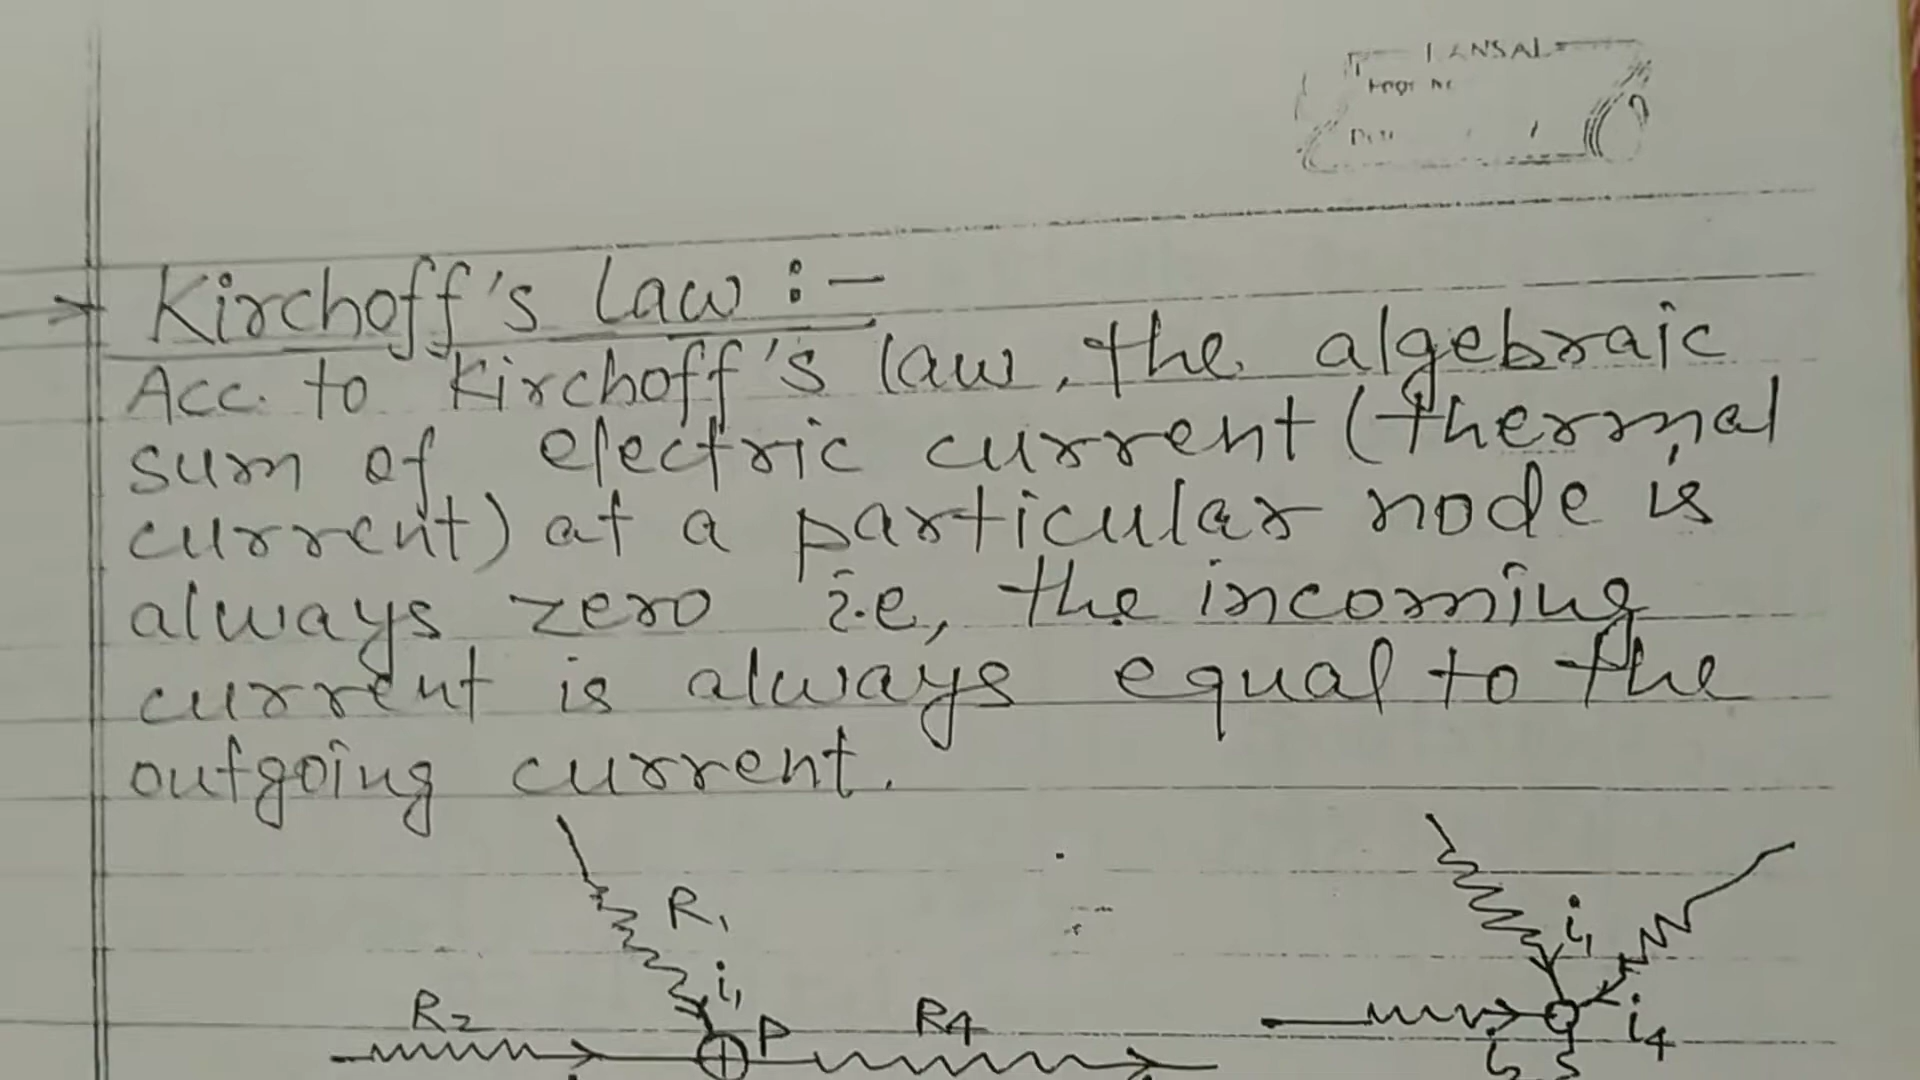 Kirchoff's law :-
Acc. to Kirchoff's law, the algebraic
sum of electric current (thermal
current) at a particular node is
always zero i.e, the incoming
current is always equal to the
outgoing current.
R1
i1
i1
R2
P
R4
i4